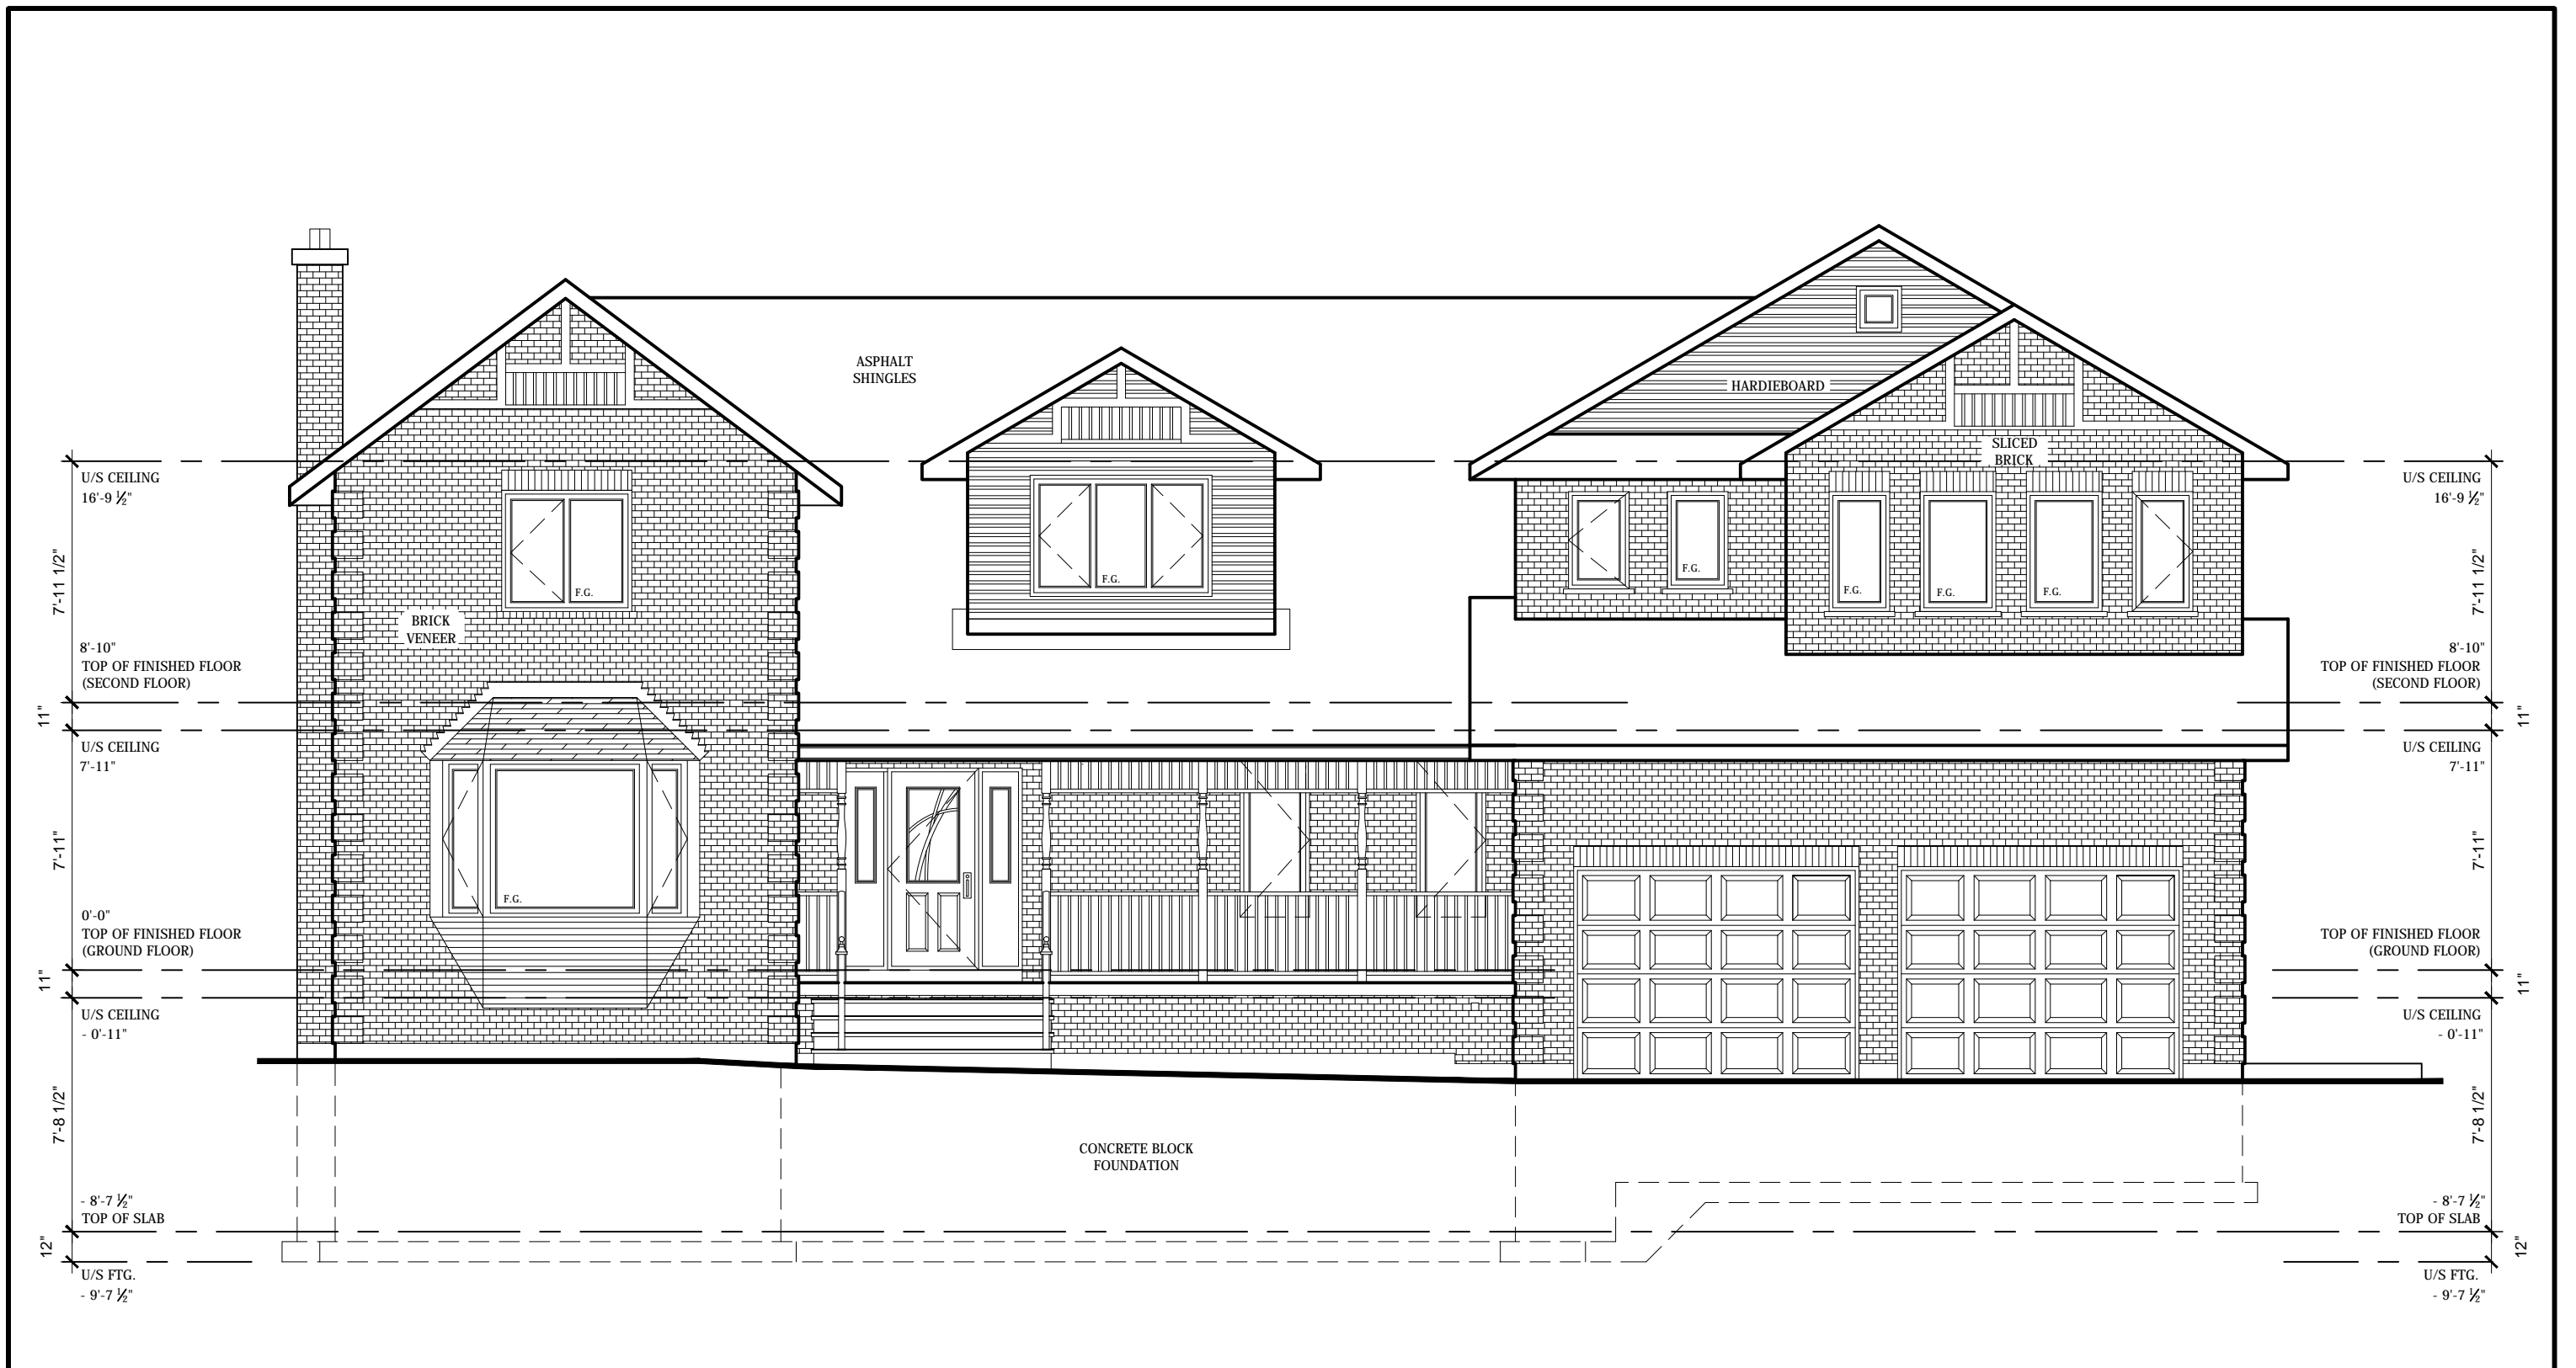 ASPHALT
SHINGLES
HARDIEBOARD
SLICED
BRICK
U/S CEILING
16'-9 ½"
U/S CEILING
16'-9 ½"
7'-11 1/2"
7'-11 1/2"
F.G.
F.G.
F.G.
F.G.
F.G.
F.G.
BRICK
VENEER
8'-10"
TOP OF FINISHED FLOOR
(SECOND FLOOR)
8'-10"
TOP OF FINISHED FLOOR
(SECOND FLOOR)
11"
11"
U/S CEILING
7'-11"
U/S CEILING
7'-11"
7'-11"
7'-11"
F.G.
0'-0"
TOP OF FINISHED FLOOR
(GROUND FLOOR)
TOP OF FINISHED FLOOR
(GROUND FLOOR)
11"
11"
U/S CEILING
- 0'-11"
U/S CEILING
- 0'-11"
7'-8 1/2"
7'-8 1/2"
CONCRETE BLOCK
FOUNDATION
- 8'-7 ½"
TOP OF SLAB
- 8'-7 ½"
TOP OF SLAB
12"
12"
U/S FTG.
- 9'-7 ½"
U/S FTG.
- 9'-7 ½"